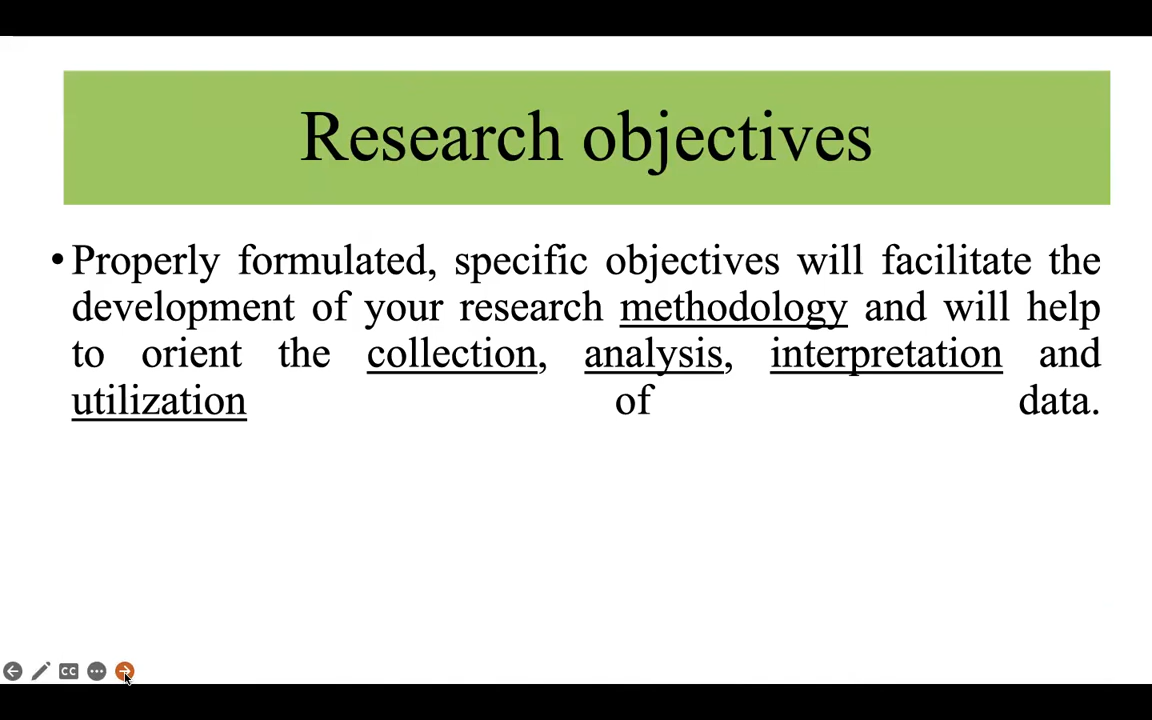 Research objectives
• Properly formulated, specific objectives will facilitate the
development of your research methodology and will help
to orient the collection, analysis, interpretation and
utilization of data.
CC